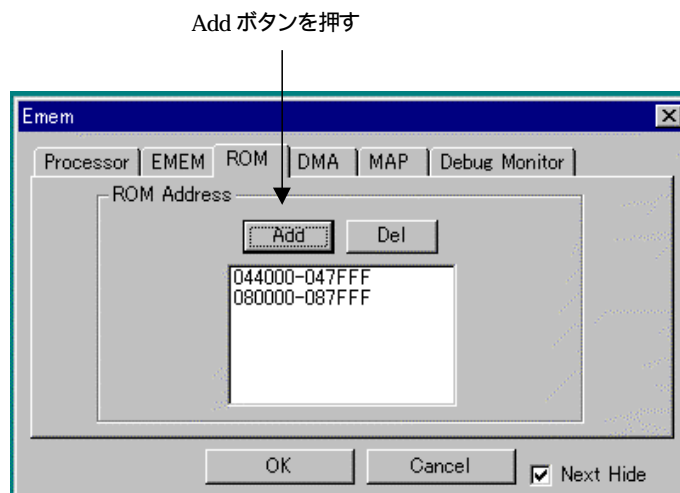 Add ボタンを押す
Emem
Processor EMEM ROM DMA MAP Debug Monitor
ROM Address
Add Del
044000-047FFF
080000-087FFF
OK Cancel Next Hide